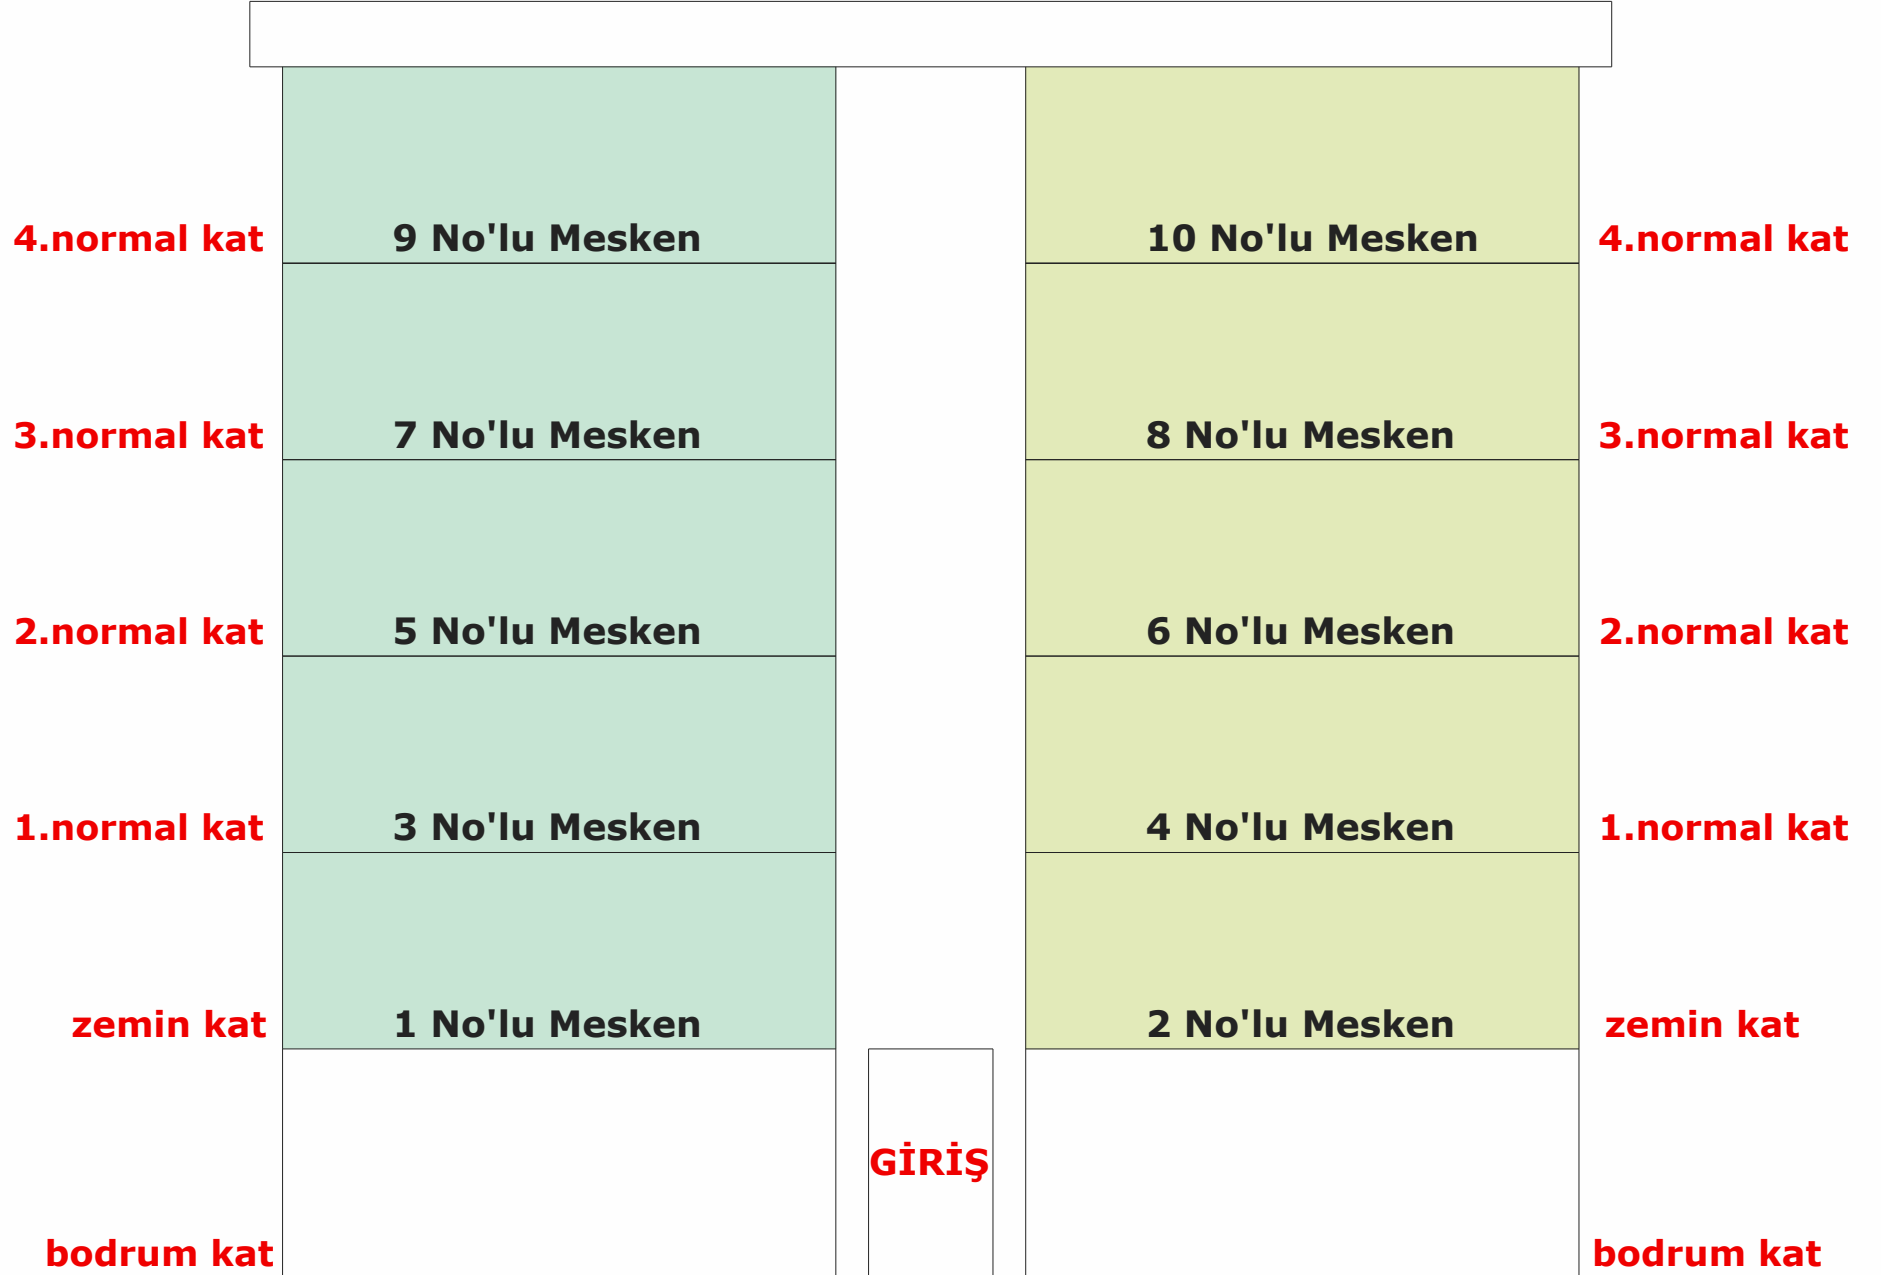 4.normal kat 9 No'lu Mesken 10 No'lu Mesken 4.normal kat
3.normal kat 7 No'lu Mesken 8 No'lu Mesken 3.normal kat
2.normal kat 5 No'lu Mesken 6 No'lu Mesken 2.normal kat
1.normal kat 3 No'lu Mesken 4 No'lu Mesken 1.normal kat
zemin kat 1 No'lu Mesken 2 No'lu Mesken zemin kat
GİRİŞ
bodrum kat bodrum kat